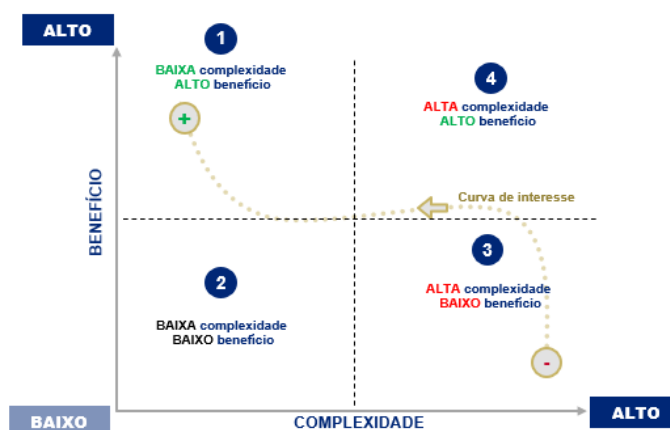 ALTO
1
BAIXA complexidade
ALTO benefício
+
4
ALTA complexidade
ALTO benefício
Curva de interesse
BENEFÍCIO
2
BAIXA complexidade
BAIXO benefício
3
ALTA complexidade
BAIXO benefício
-
BAIXO
COMPLEXIDADE
ALTO